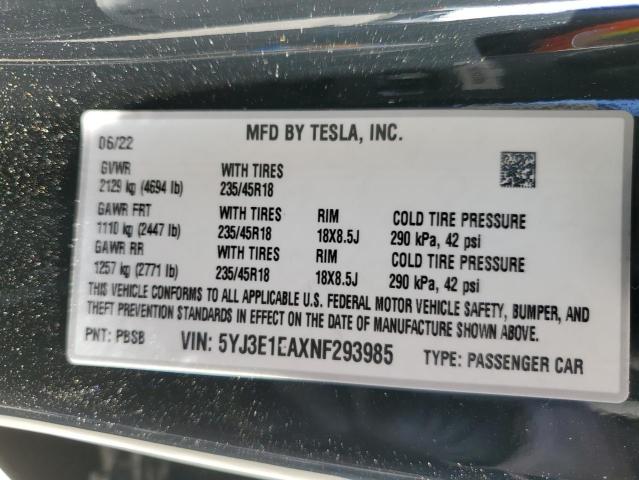 06/22 MFD BY TESLA, INC.
GVWR WITH TIRES
2129 kg (4694 lb) 235/45R18
GAWR FRT WITH TIRES RIM COLD TIRE PRESSURE
1110 kg (2447 lb) 235/45R18 18X8.5J 290 kPa, 42 psi
GAWR RR WITH TIRES RIM COLD TIRE PRESSURE
1257 kg (2771 lb) 235/45R18 18X8.5J 290 kPa, 42 psi
THIS VEHICLE CONFORMS TO ALL APPLICABLE U.S. FEDERAL MOTOR VEHICLE SAFETY, BUMPER, AND
THEFT PREVENTION STANDARDS IN EFFECT ON THE DATE OF MANUFACTURE SHOWN ABOVE.
PNT: PBSB VIN: 5YJ3E1EAXNF293985 TYPE: PASSENGER CAR